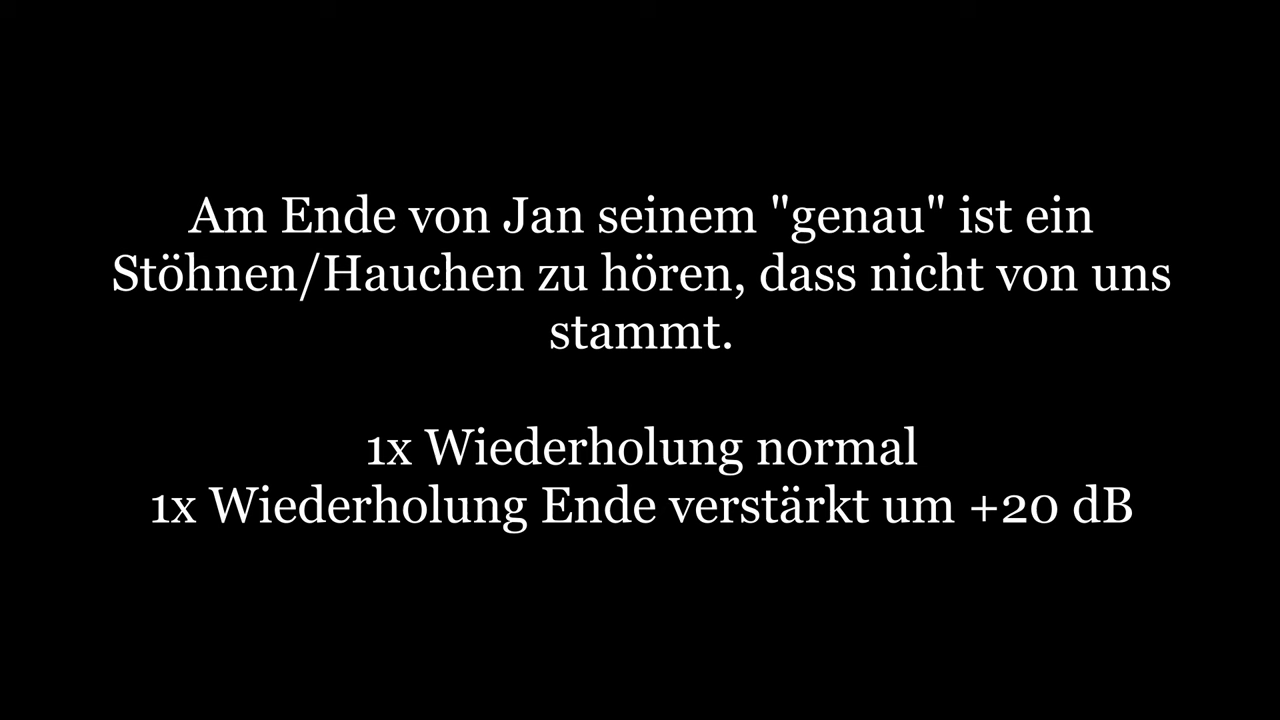 Am Ende von Jan seinem "genau" ist ein
Stöhnen/Hauchen zu hören, dass nicht von uns
stammt.
1x Wiederholung normal
1x Wiederholung Ende verstärkt um +20 dB